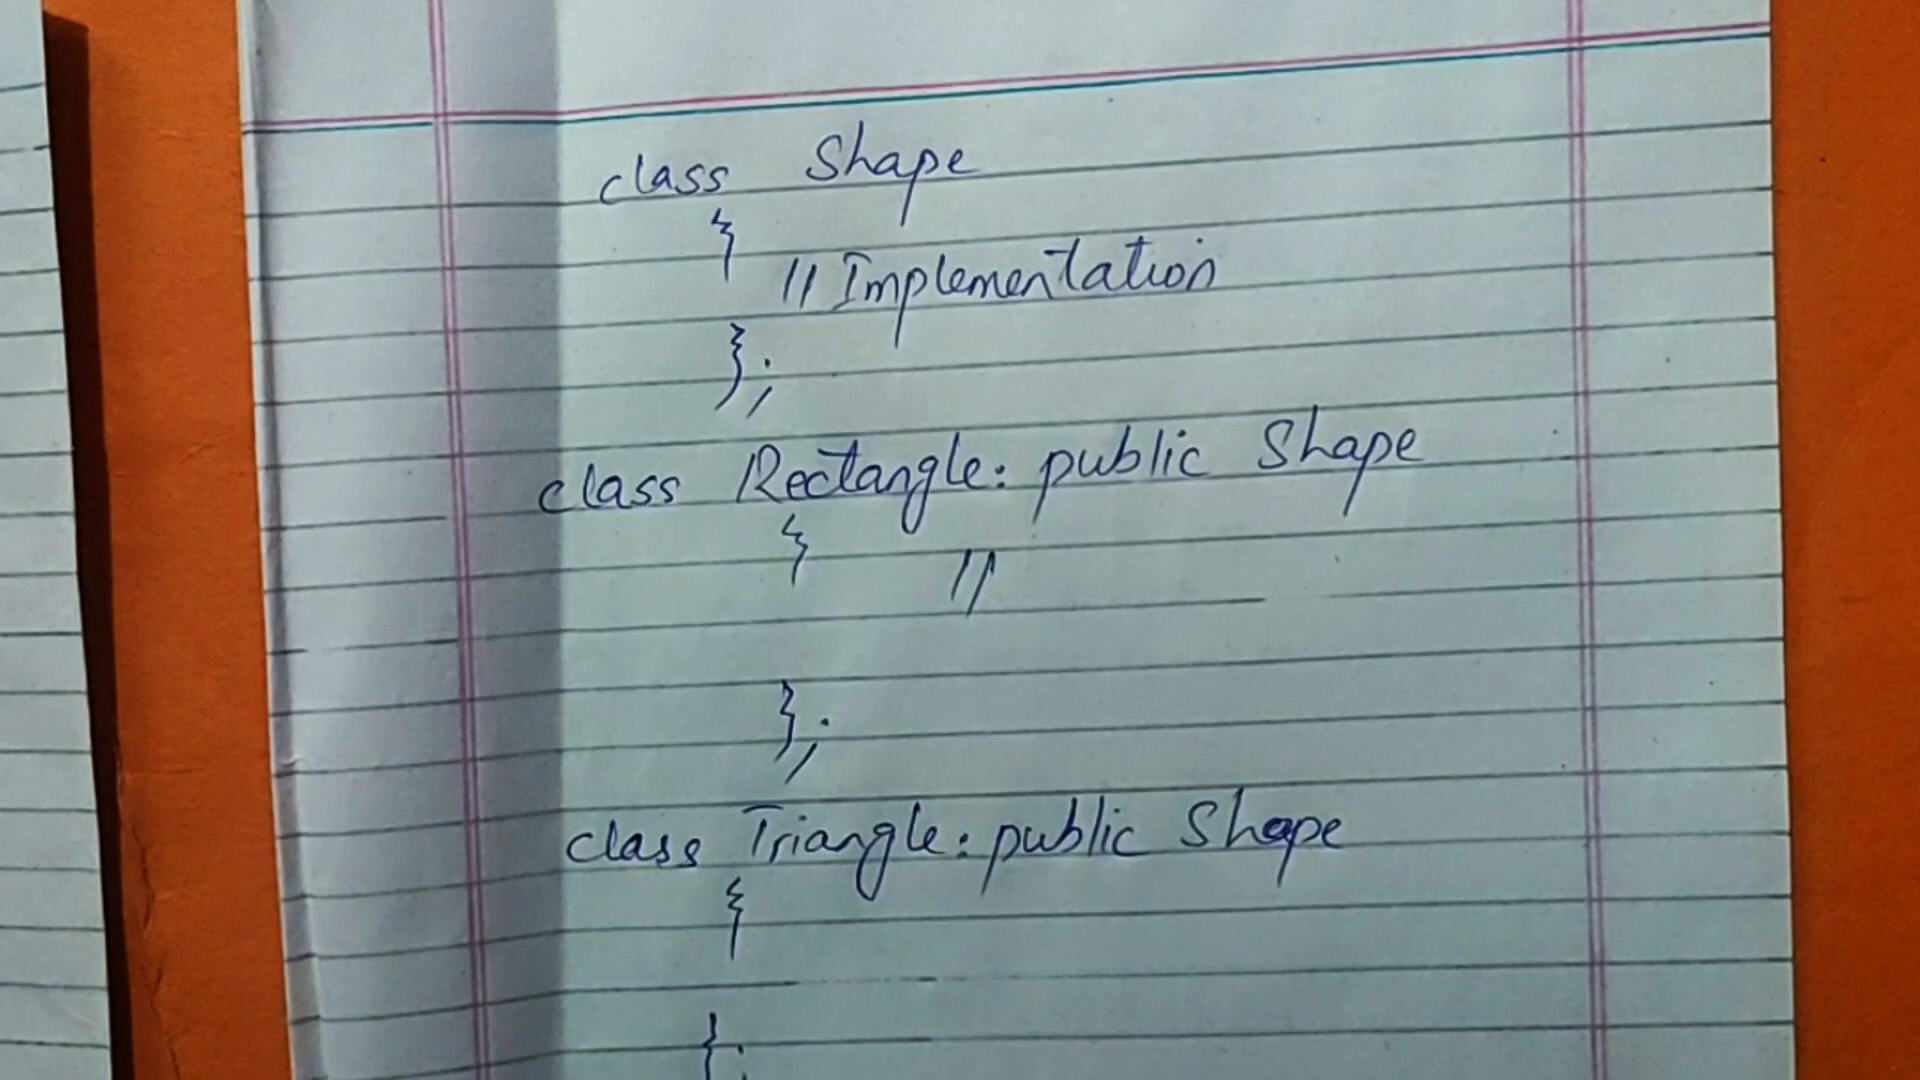 class Shape
{
// Implementation
};
class Rectangle: public Shape
{
//
};
class Triangle: public Shape
{
};